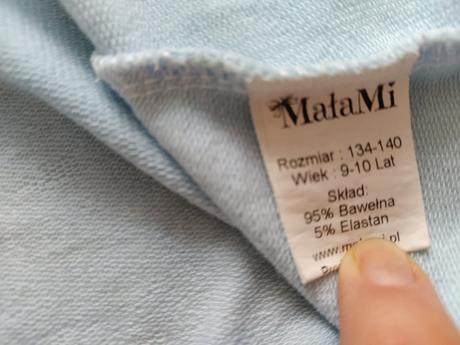 MałaMi
Rozmiar : 134-140
Wiek : 9-10 Lat
Skład:
95% Bawełna
5% Elastan